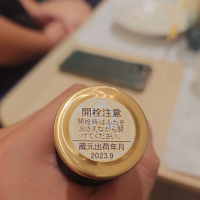 開栓注意
開栓時はふたを
おさえながら開
けてください。
蔵元出荷年月
2023.9